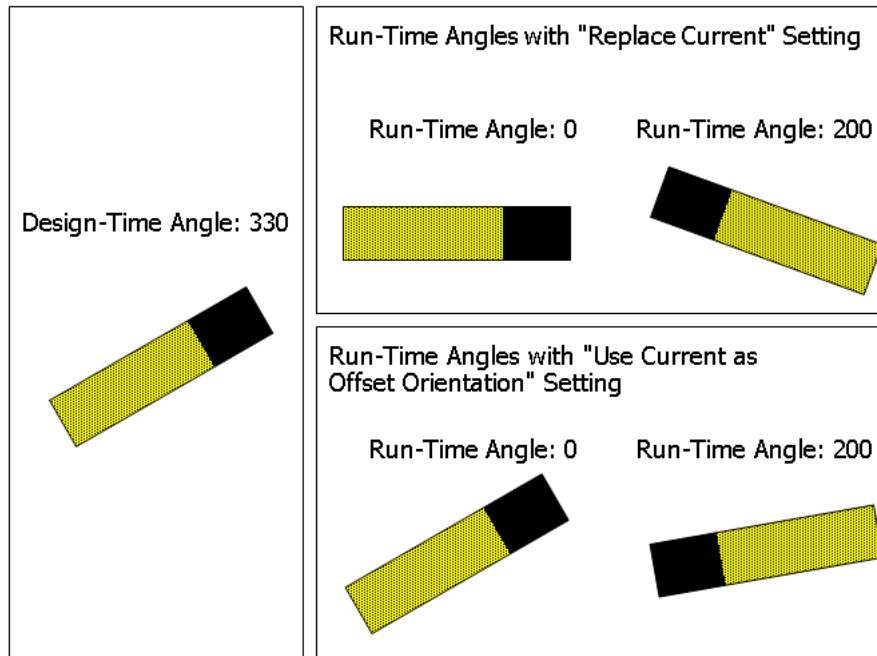 Design-Time Angle: 330
Run-Time Angles with "Replace Current" Setting
Run-Time Angle: 0
Run-Time Angle: 200
Run-Time Angles with "Use Current as
Offset Orientation" Setting
Run-Time Angle: 0
Run-Time Angle: 200